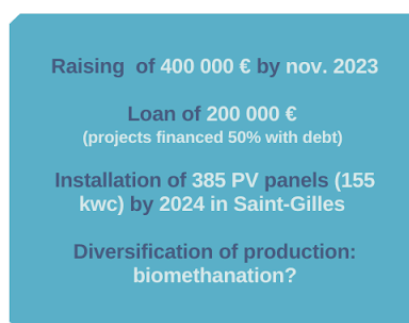 Raising of 400 000 € by nov. 2023
Loan of 200 000 €
(projects financed 50% with debt)
Installation of 385 PV panels (155
kwc) by 2024 in Saint-Gilles
Diversification of production:
biomethanation?